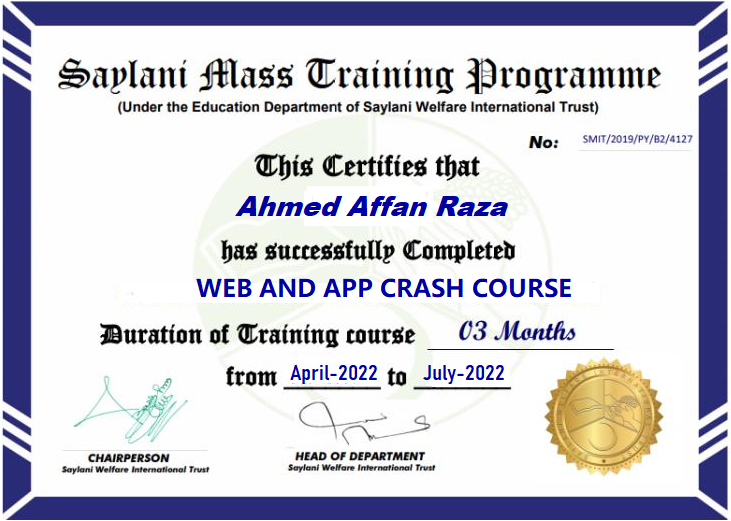 Saylani Mass Training Programme
(Under the Education Department of Saylani Welfare International Trust)
No: SMIT/2019/PY/B2/4127
This Certifies that
Ahmed Affan Raza
has successfully Completed
WEB AND APP CRASH COURSE
Duration of Training course 03 Months
from April-2022 to July-2022
CHAIRPERSON
Saylani Welfare International Trust
HEAD OF DEPARTMENT
Saylani Welfare International Trust